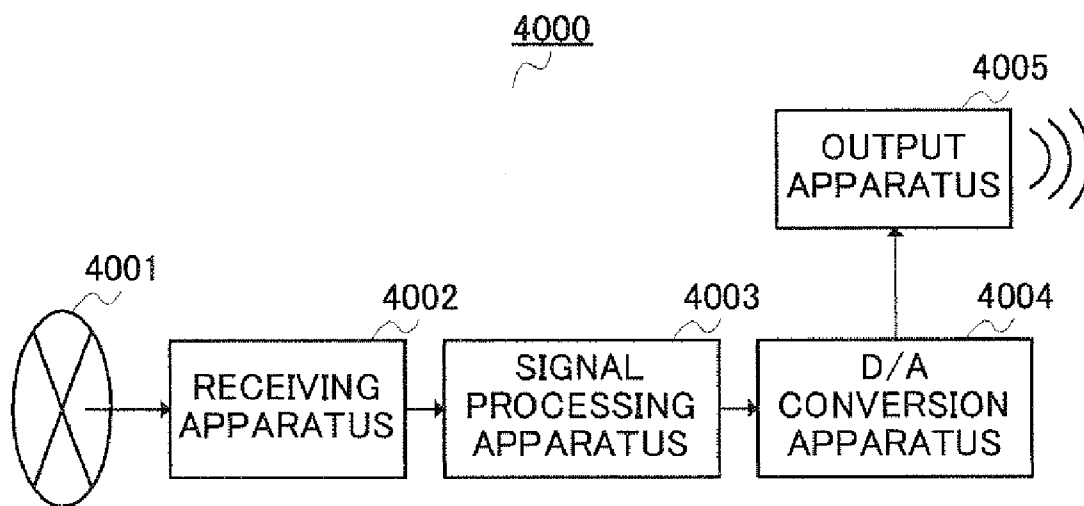 4000
4005
OUTPUT
APPARATUS
4001
4002
4003
4004
RECEIVING
APPARATUS
SIGNAL
PROCESSING
APPARATUS
D/A
CONVERSION
APPARATUS